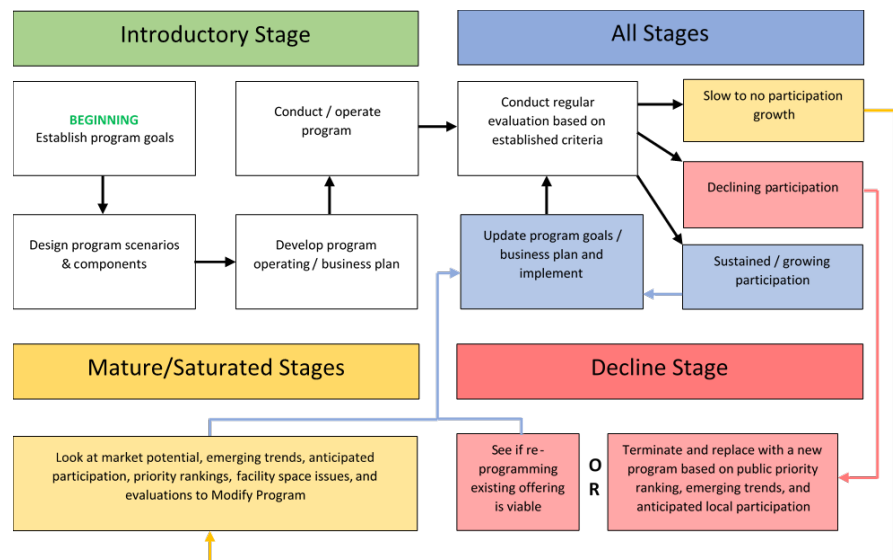 Introductory Stage
All Stages
BEGINNING
Establish program goals
Conduct / operate
program
Conduct regular
evaluation based on
established criteria
Slow to no participation
growth
Declining participation
Design program scenarios
& components
Develop program
operating / business plan
Update program goals /
business plan and
implement
Sustained / growing
participation
Mature/Saturated Stages
Decline Stage
Look at market potential, emerging trends, anticipated
participation, priority rankings, facility space issues, and
evaluations to Modify Program
See if re-
programming
existing offering
is viable
O
R
Terminate and replace with a new
program based on public priority
ranking, emerging trends, and
anticipated local participation